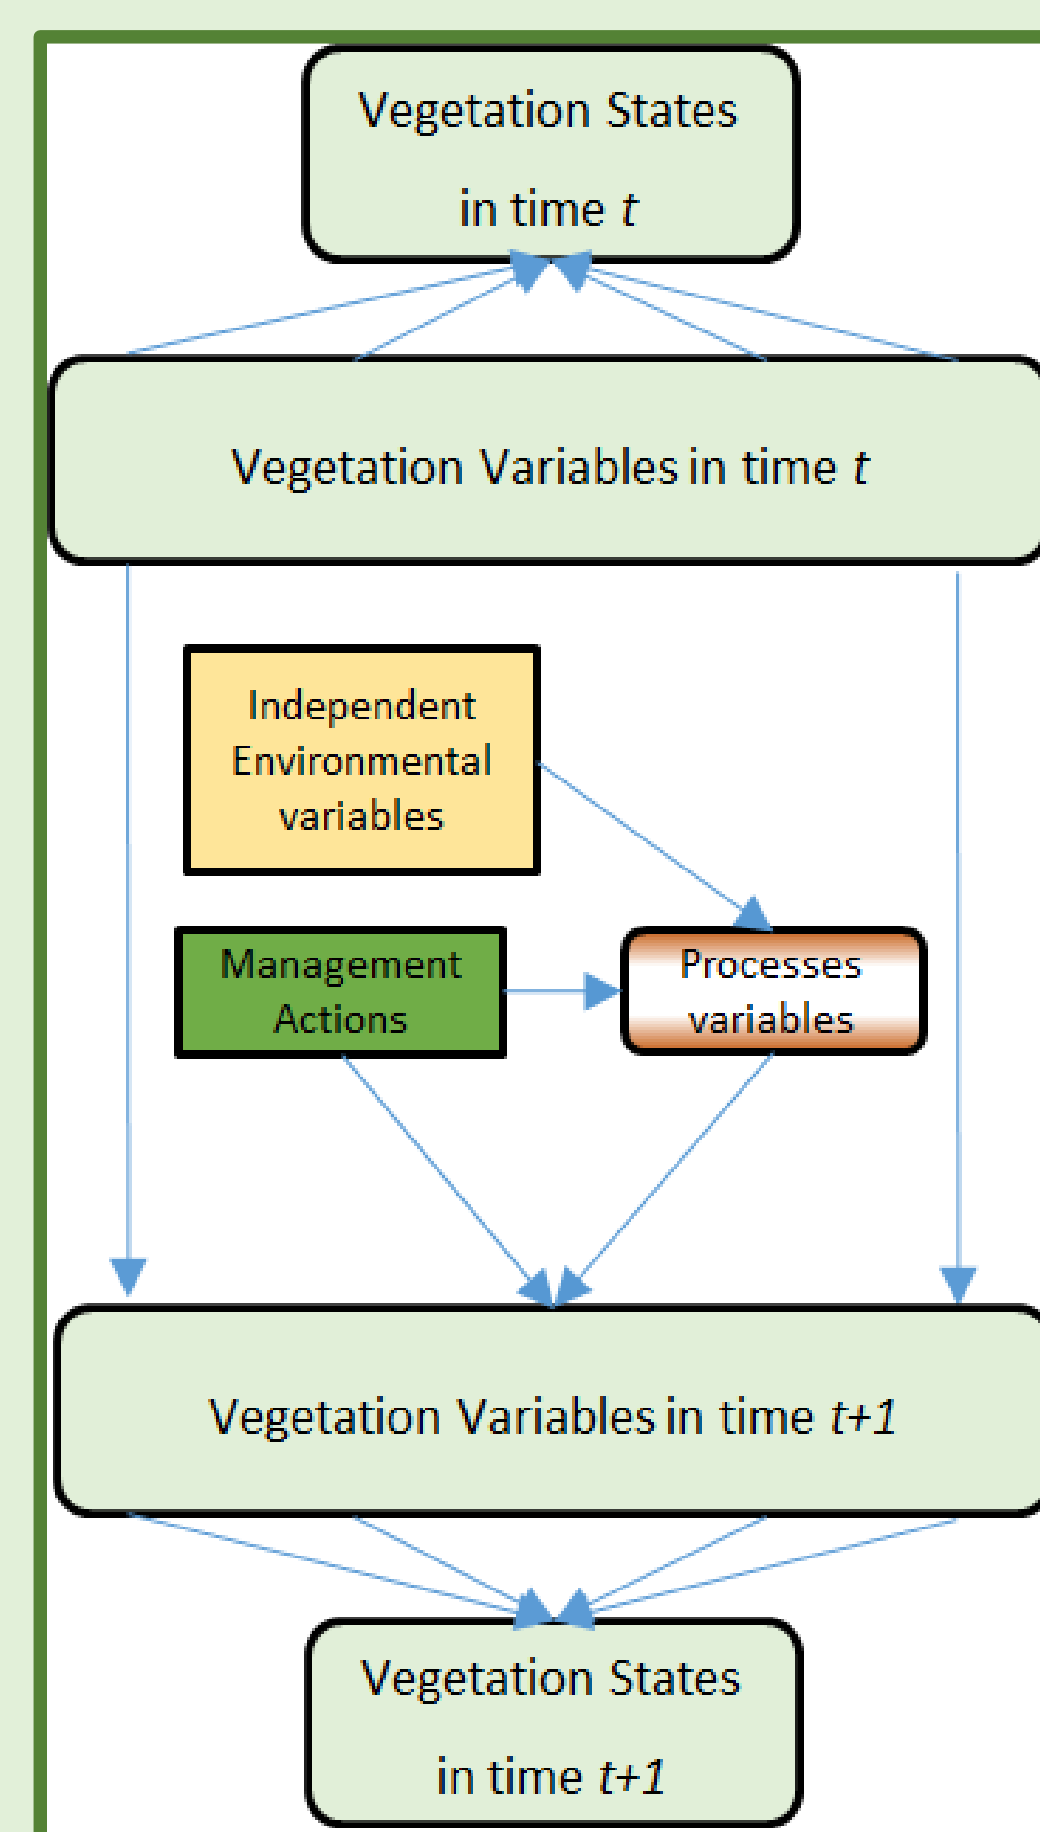 Vegetation States
in time t
Vegetation Variables in time t
Independent
Environmental
variables
Management
Actions
Processes
variables
Vegetation Variables in time t+1
Vegetation States
in time t+1